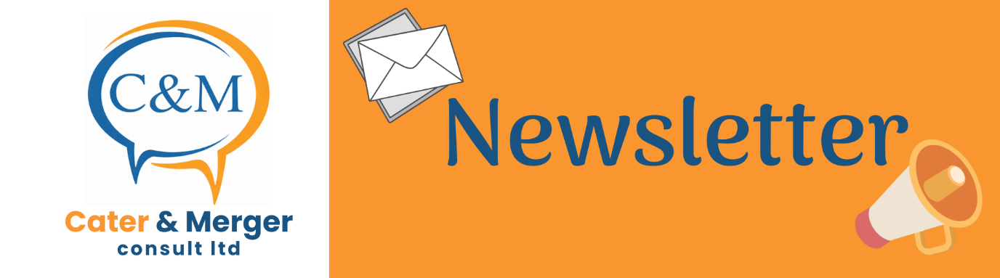 C&M
Cater & Merger
consult ltd
Newsletter